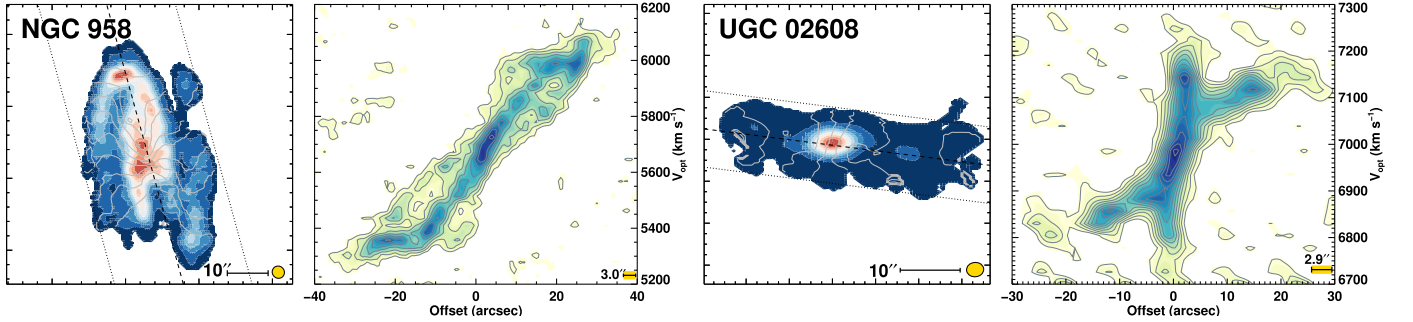 NGC 958
10′′
6200
6000
5800
5600
5400
5200
V_opt (km s⁻¹)
3.0′′
−40 −20 0 20 40
Offset (arcsec)
UGC 02608
10′′
7300
7200
7100
7000
6900
6800
6700
V_opt (km s⁻¹)
2.9′′
−30 −20 −10 0 10 20 30
Offset (arcsec)